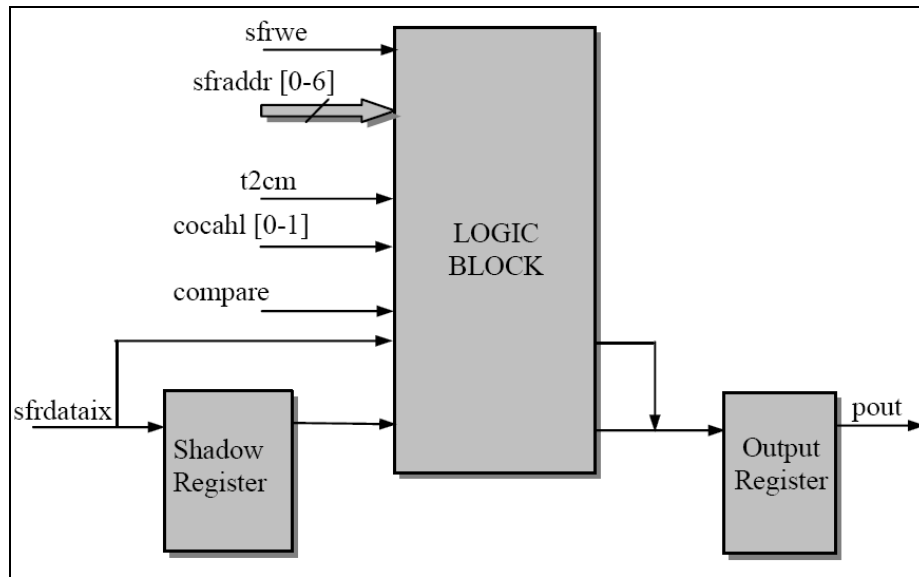 sfrwe
sfraddr [0-6]
t2cm
cocahl [0-1]
compare
LOGIC
BLOCK
sfrdataix
Shadow
Register
Output
Register
pout